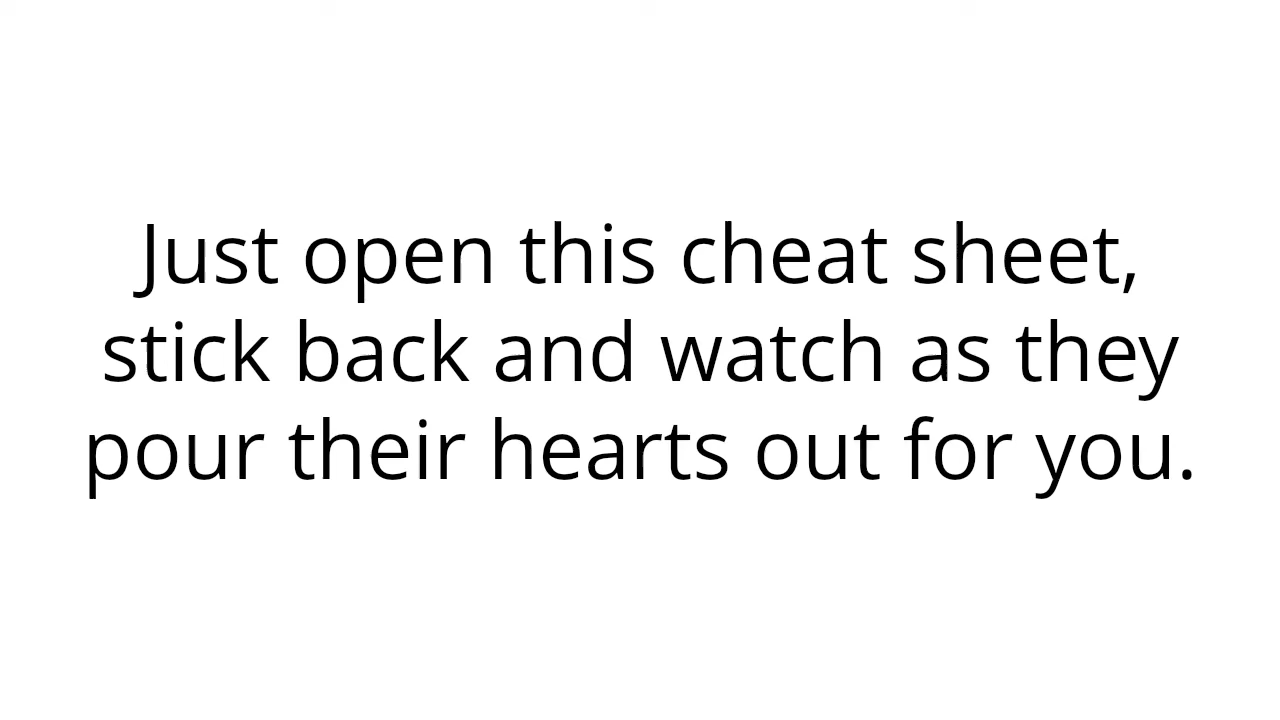 Just open this cheat sheet,
stick back and watch as they
pour their hearts out for you.